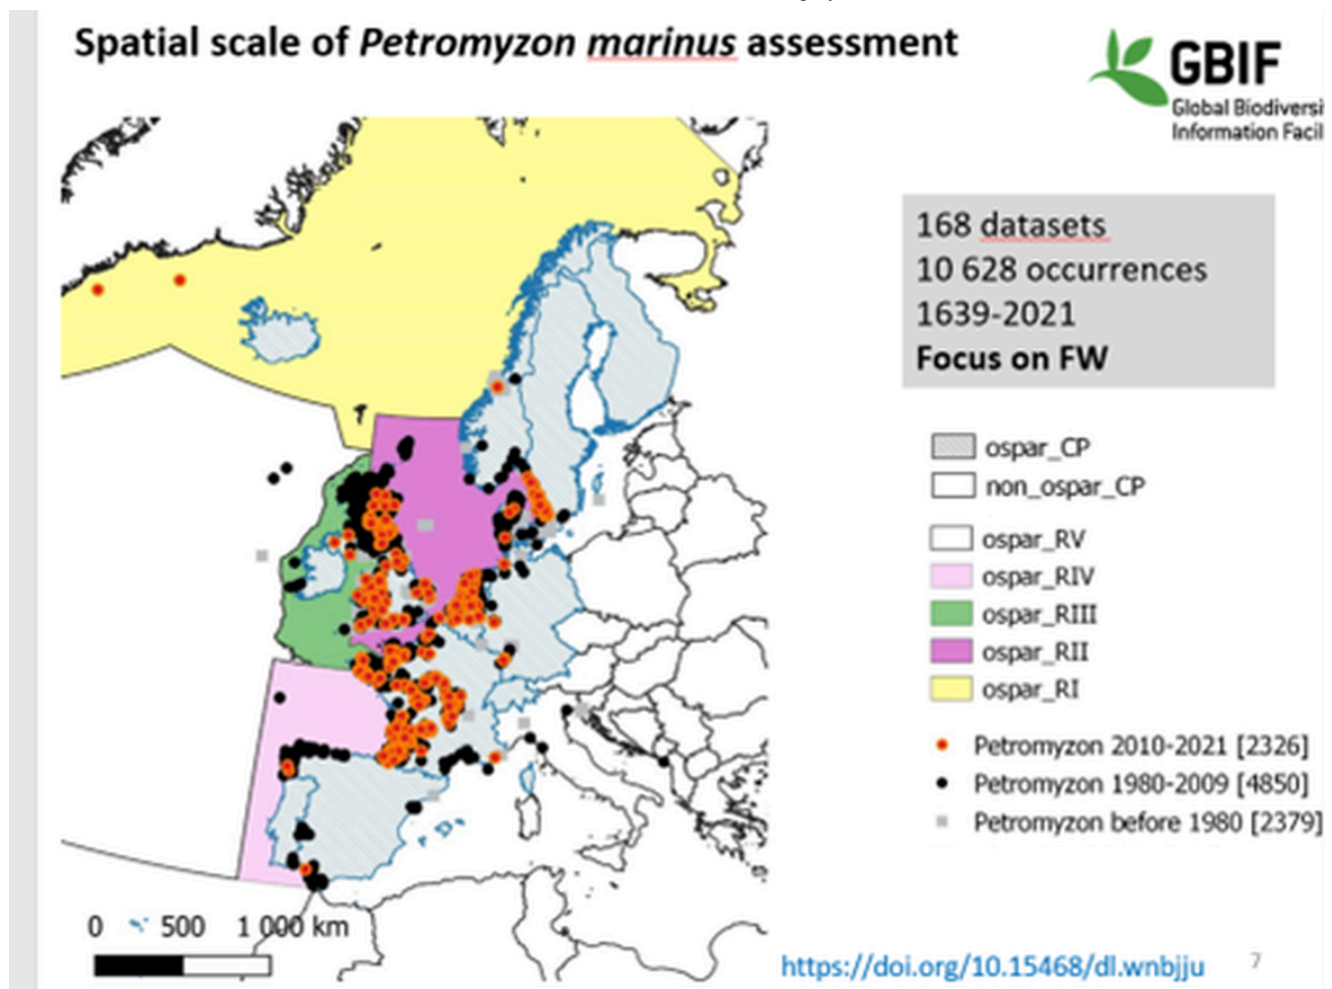 Spatial scale of Petromyzon marinus assessment
GBIF
Global Biodiversi
Information Facil
168 datasets
10 628 occurrences
1639-2021
Focus on FW
ospar_CP
non_ospar_CP
ospar_RV
ospar_RIV
ospar_RIII
ospar_RII
ospar_RI
Petromyzon 2010-2021 [2326]
Petromyzon 1980-2009 [4850]
Petromyzon before 1980 [2379]
0 500 1 000 km
https://doi.org/10.15468/dl.wnbjju
7